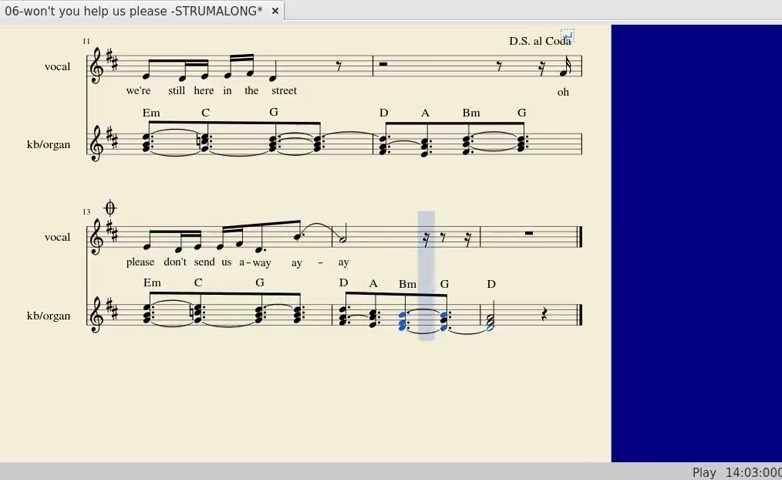 06-won't you help us please -STRUMALONG*
11
D.S. al Coda
vocal
we're still here in the street oh
Em C G D A Bm G
kb/organ
13
vocal
please don't send us a-way ay - ay
Em C G D A Bm G D
kb/organ
Play 14:03:000